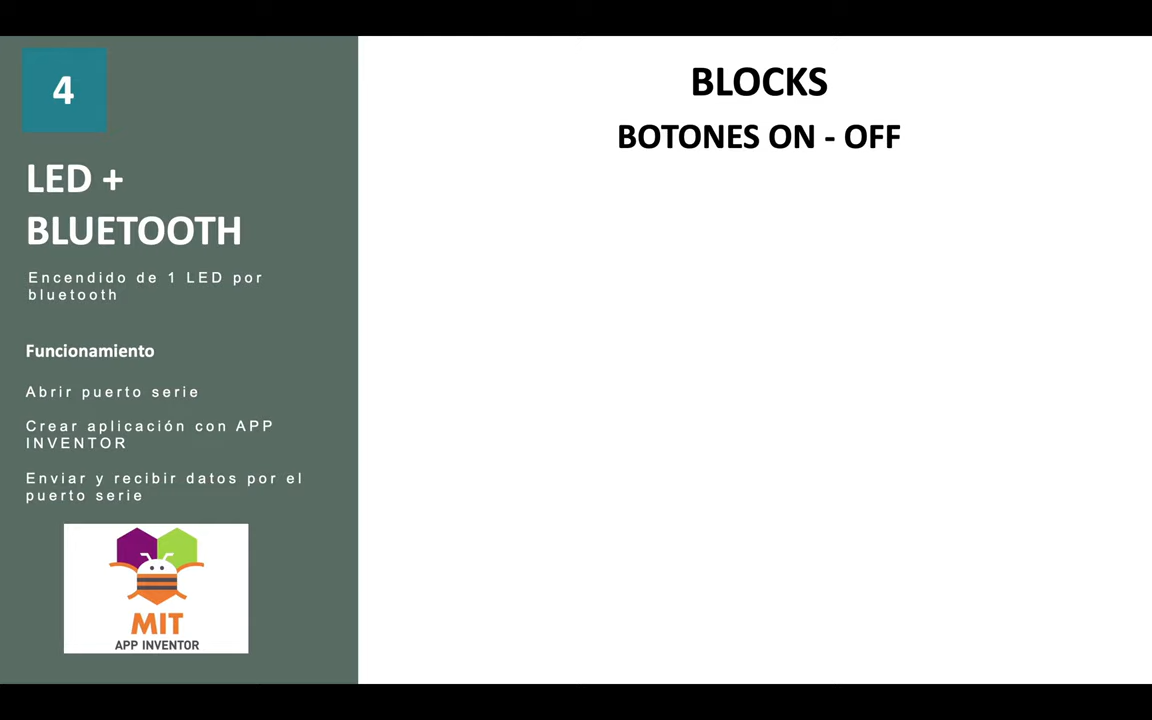 4
LED +
BLUETOOTH
Encendido de 1 LED por
bluetooth
Funcionamiento
Abrir puerto serie
Crear aplicación con APP
INVENTOR
Enviar y recibir datos por el
puerto serie
MIT
APP INVENTOR
BLOCKS
BOTONES ON - OFF